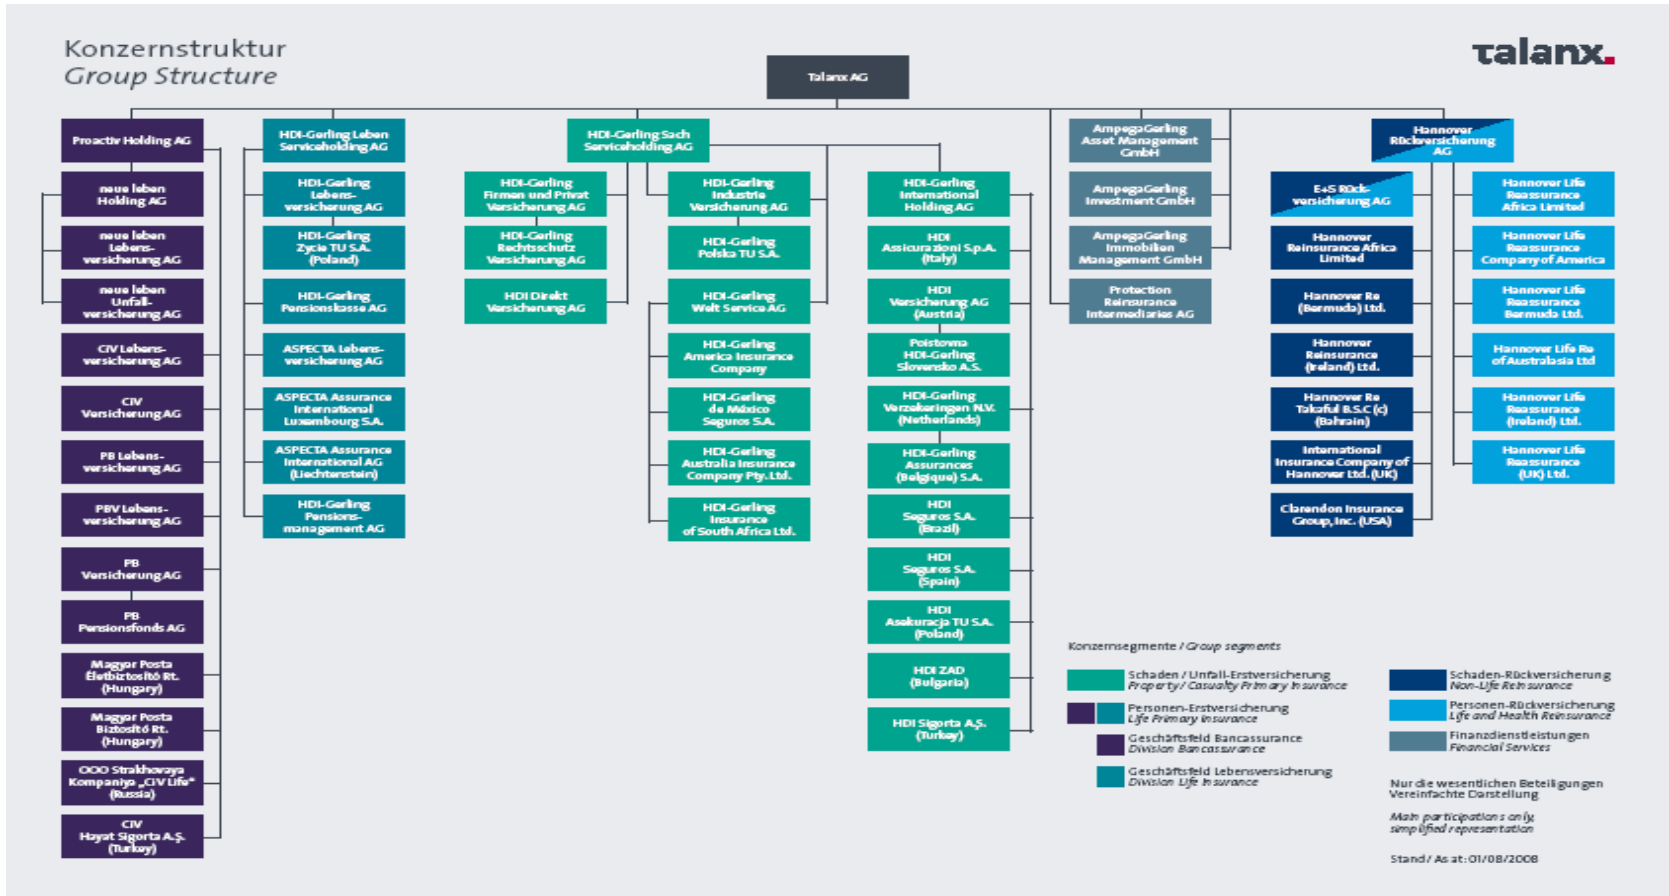 Konzernstruktur
Group Structure
talanx.
Talanx AG
Proactiv Holding AG
neue leben
Holding AG
neue leben
Lebens-
versicherung AG
neue leben
Unfall-
versicherung AG
CiV Lebens-
versicherung AG
CiV
Versicherung AG
PB Lebens-
versicherung AG
PBV Lebens-
versicherung AG
PB
Versicherung AG
PB
Pensionsfonds AG
Magyar Posta
Életbiztosító Rt.
(Hungary)
Magyar Posta
Biztosító Rt.
(Hungary)
OOO Strakhovaya
Kompaniya „CiV Life“
(Russia)
CiV
Hayat Sigorta A.Ş.
(Turkey)
HDI-Gerling Leben
Serviceholding AG
HDI-Gerling
Lebens-
versicherung AG
HDI-Gerling
Zycie TU S.A.
(Poland)
HDI-Gerling
Pensionskasse AG
ASPECTA Lebens-
versicherung AG
ASPECTA Assurance
International
Luxembourg S.A.
ASPECTA Assurance
International AG
(Liechtenstein)
HDI-Gerling
Pensions-
management AG
HDI-Gerling Sach
Serviceholding AG
HDI-Gerling
Firmen und Privat
Versicherung AG
HDI-Gerling
Rechtsschutz
Versicherung AG
HDI Direkt
Versicherung AG
HDI-Gerling
Industrie
Versicherung AG
HDI-Gerling
Polska TU S.A.
HDI-Gerling
Welt Service AG
HDI-Gerling
America Insurance
Company
HDI-Gerling
de México
Seguros S.A.
HDI-Gerling
Australia Insurance
Company Pty. Ltd.
HDI-Gerling
Insurance
of South Africa Ltd.
HDI-Gerling
International
Holding AG
HDI
Assicurazioni S.p.A.
(Italy)
HDI
Versicherung AG
(Austria)
Poistovna
HDI-Gerling
Slovensko A.S.
HDI-Gerling
Verzekeringen N.V.
(Netherlands)
HDI-Gerling
Assurances
(Belgique) S.A.
HDI
Seguros S.A.
(Brazil)
HDI
Seguros S.A.
(Spain)
HDI
Asekuracja TU S.A.
(Poland)
HDI ZAD
(Bulgaria)
HDI Sigorta A.Ş.
(Turkey)
AmpegaGerling
Asset Management
GmbH
AmpegaGerling
Investment GmbH
AmpegaGerling
Immobilien
Management GmbH
Protection
Reinsurance
Intermediaries AG
Hannover
Rückversicherung
AG
E+S Rück-
versicherung AG
Hannover
Reinsurance Africa
Limited
Hannover Re
(Bermuda) Ltd.
Hannover
Reinsurance
(Ireland) Ltd.
Hannover Re
Takaful B.S.C (c)
(Bahrain)
International
Insurance Company of
Hannover Ltd. (UK)
Clarendon Insurance
Group, Inc. (USA)
Hannover Life
Reassurance
Africa Limited
Hannover Life
Reassurance
Company of America
Hannover Life
Reassurance
Bermuda Ltd.
Hannover Life Re
of Australasia Ltd
Hannover Life
Reassurance
(Ireland) Ltd.
Hannover Life
Reassurance
(UK) Ltd.
Konzernsegmente / Group segments
Schaden / Unfall-Erstversicherung
Property / Casualty Primary Insurance
Personen-Erstversicherung
Life Primary Insurance
Geschäftsfeld Bancassurance
Division Bancassurance
Geschäftsfeld Lebensversicherung
Division Life Insurance
Schaden-Rückversicherung
Non-Life Reinsurance
Personen-Rückversicherung
Life and Health Reinsurance
Finanzdienstleistungen
Financial Services
Nur die wesentlichen Beteiligungen
Vereinfachte Darstellung
Main participations only,
simplified representation
Stand / As at: 01/08/2008